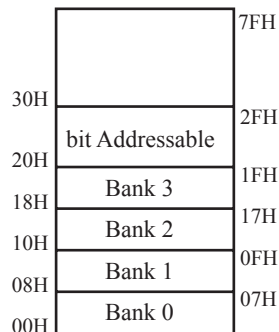 7FH
30H
2FH
bit Addressable
20H
1FH
Bank 3
18H
17H
Bank 2
10H
0FH
Bank 1
08H
07H
Bank 0
00H